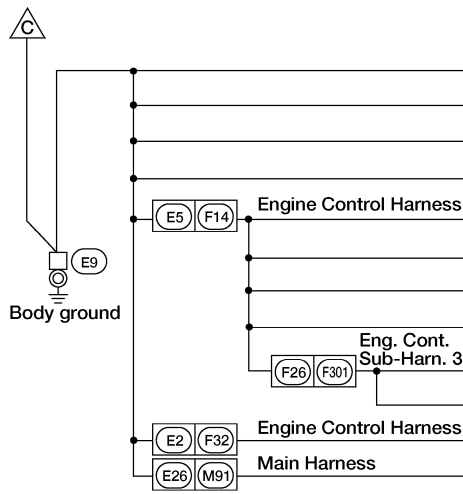 C
Engine Control Harness
E5 F14
E9
Body ground
Eng. Cont.
Sub-Harn. 3
F26 F301
Engine Control Harness
E2 F32
Main Harness
E26 M91